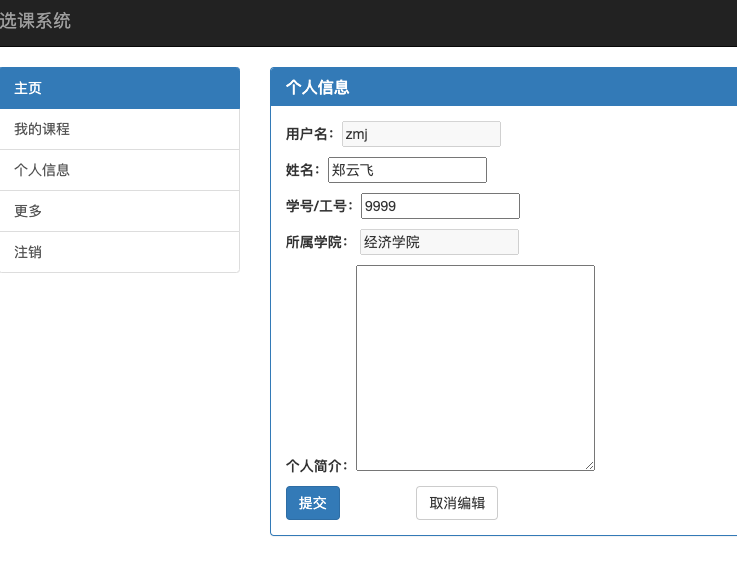 选课系统
主页
我的课程
个人信息
更多
注销
个人信息
用户名： zmj
姓名： 郑云飞
学号/工号： 9999
所属学院： 经济学院
个人简介：
提交 取消编辑